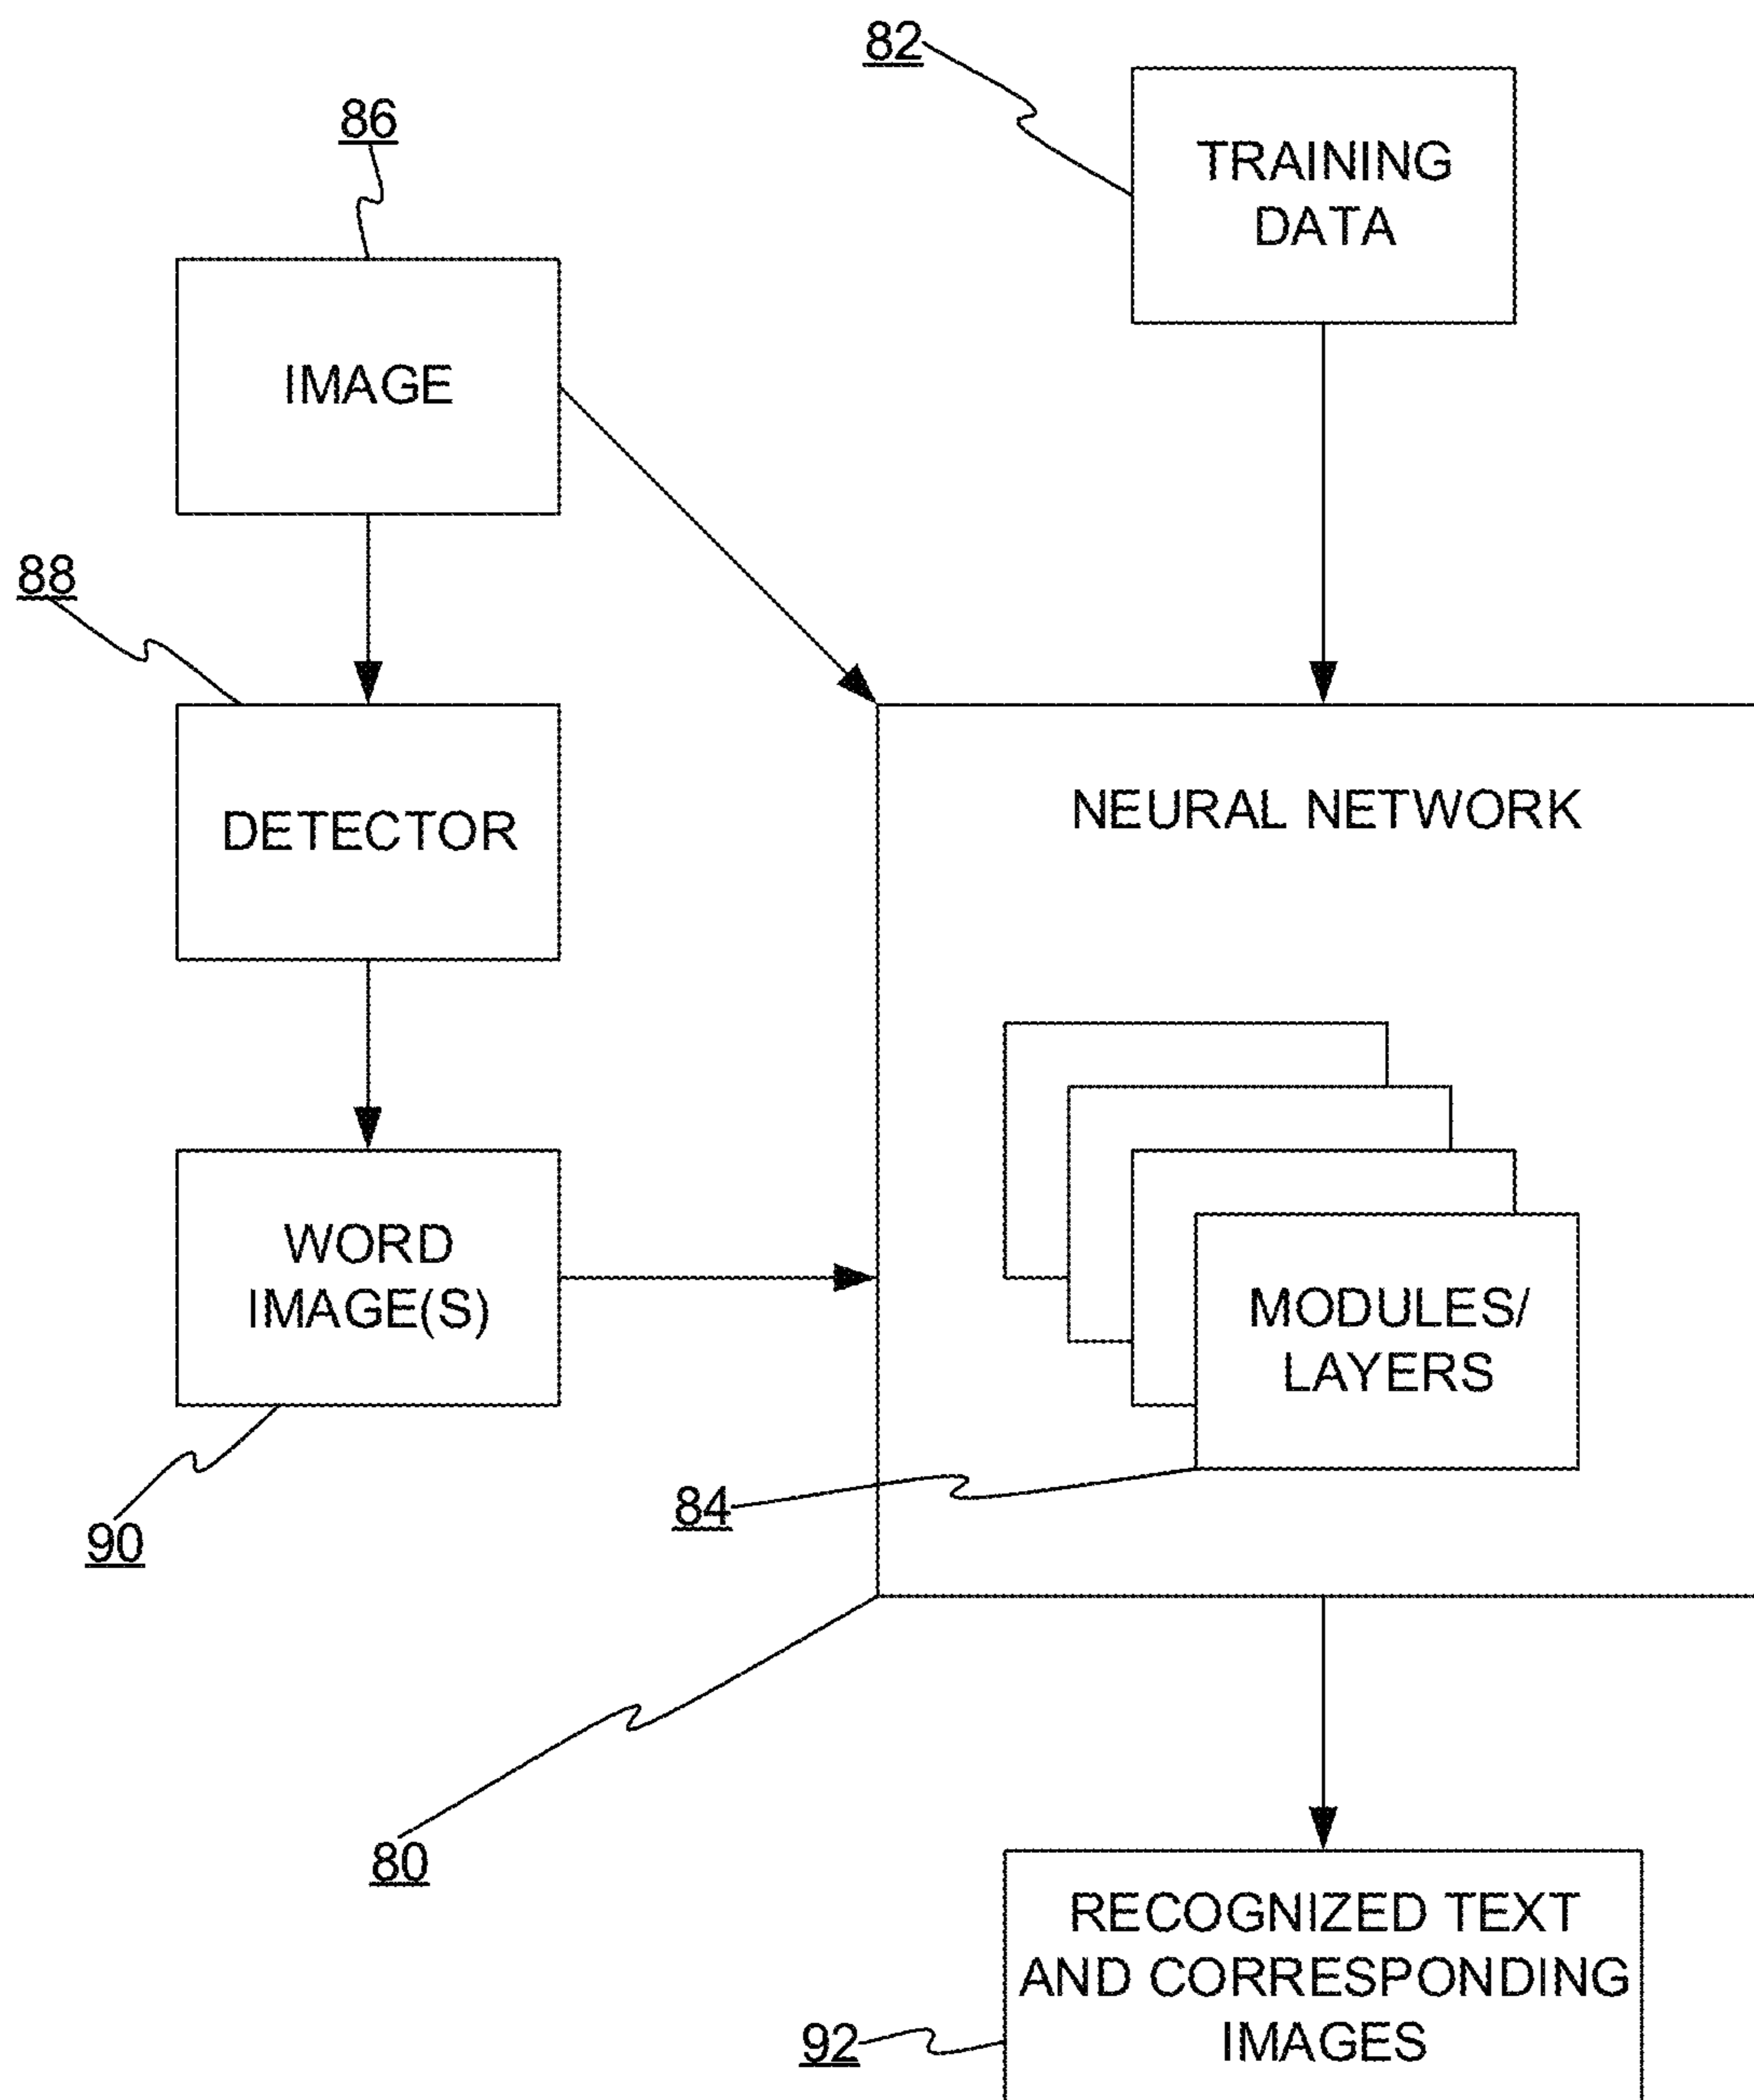 82
TRAINING
DATA
86
IMAGE
88
DETECTOR
NEURAL NETWORK
WORD
IMAGE(S)
MODULES/
LAYERS
84
90
80
RECOGNIZED TEXT
AND CORRESPONDING
IMAGES
92